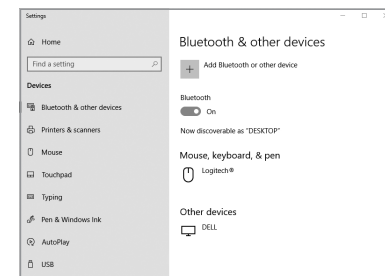 Settings
Home
Find a setting
Devices
Bluetooth & other devices
Printers & scanners
Mouse
Touchpad
Typing
Pen & Windows Ink
AutoPlay
USB
Bluetooth & other devices
Add Bluetooth or other device
Bluetooth
On
Now discoverable as "DESKTOP"
Mouse, keyboard, & pen
Logitech®
Other devices
DELL